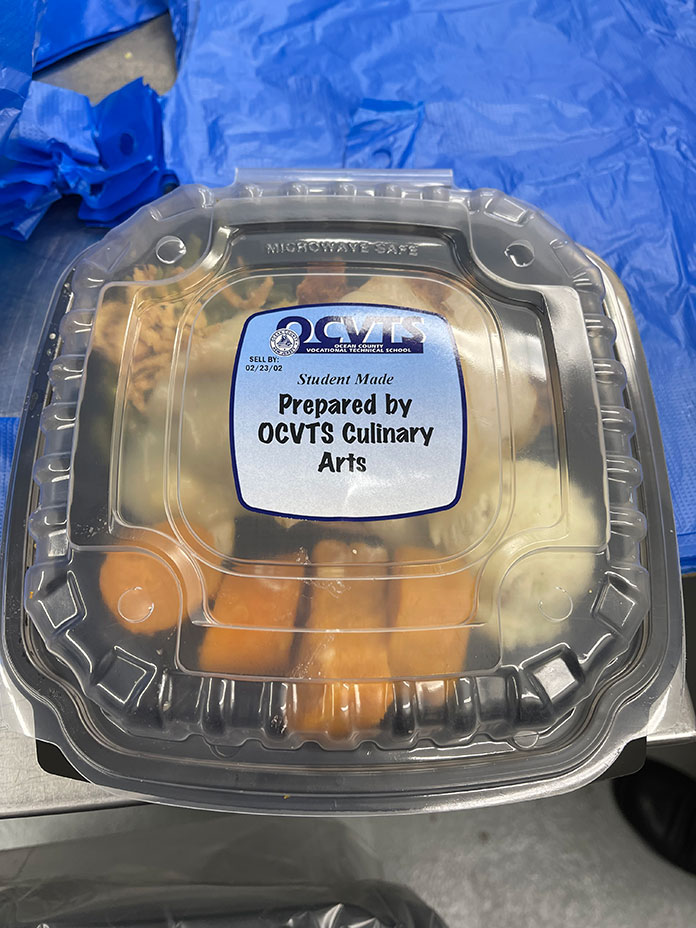 MICROWAVE SAFE
OCVTS
OCEAN COUNTY
VOCATIONAL TECHNICAL SCHOOL
SELL BY:
02/23/02
Student Made
Prepared by
OCVTS Culinary
Arts